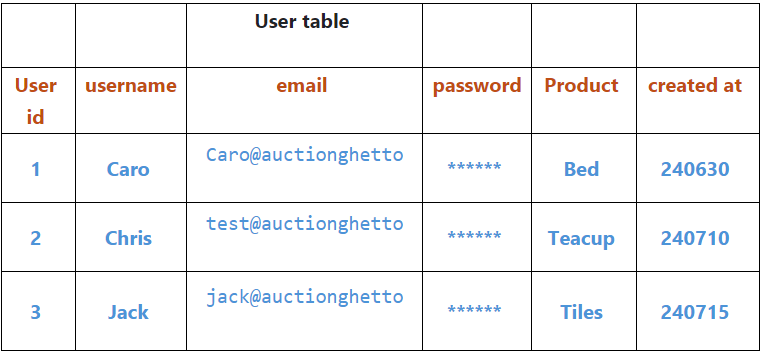 User table
User id username email password Product created at
1 Caro Caro@auctionghetto ****** Bed 240630
2 Chris test@auctionghetto ****** Teacup 240710
3 Jack jack@auctionghetto ****** Tiles 240715